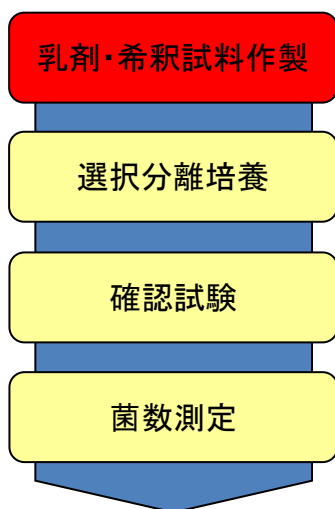 乳剤・希釈試料作製
選択分離培養
確認試験
菌数測定